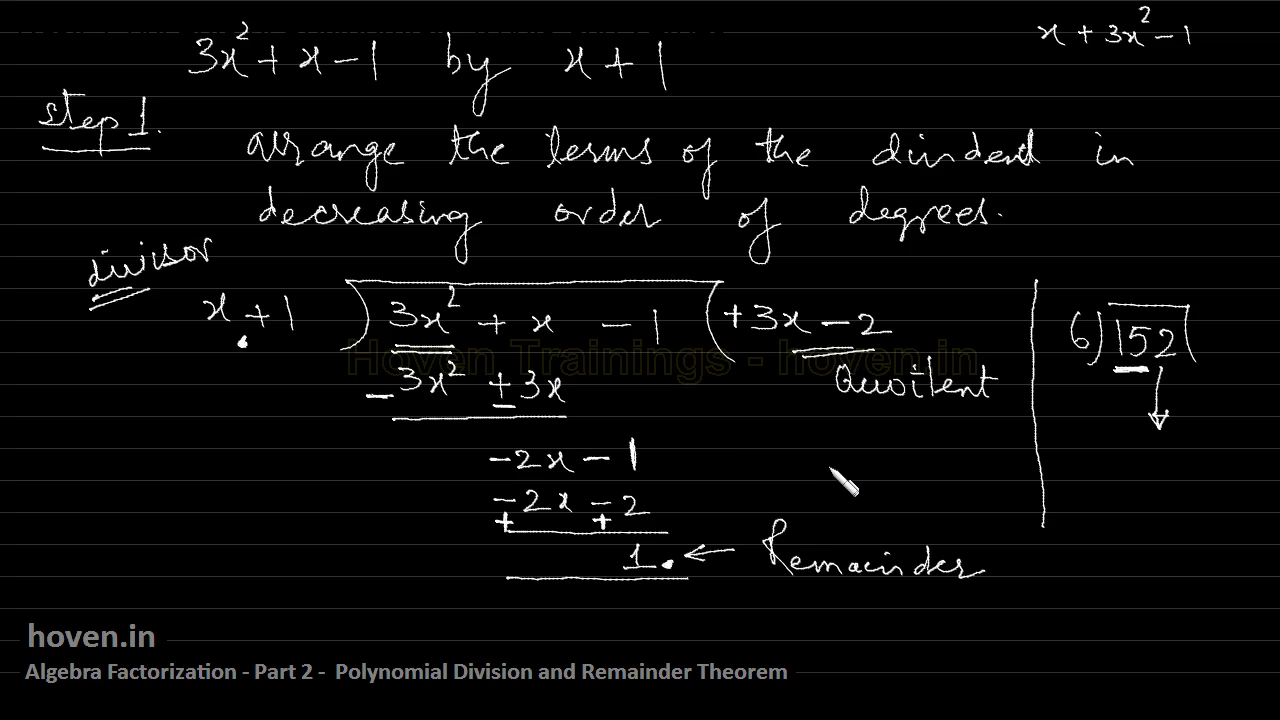 x + 3x² - 1
3x² + x - 1 by x + 1
Step 1. arrange the terms of the dividend in
decreasing order of degrees.
divisor
x + 1 ) 3x² + x - 1 ( + 3x - 2
6) 152 (
Hoven Trainings - hoven.in
- 3x² ± 3x
Quotient
-2x - 1
-2x - 2
+ +
1. ← Remainder
hoven.in
Algebra Factorization - Part 2 - Polynomial Division and Remainder Theorem